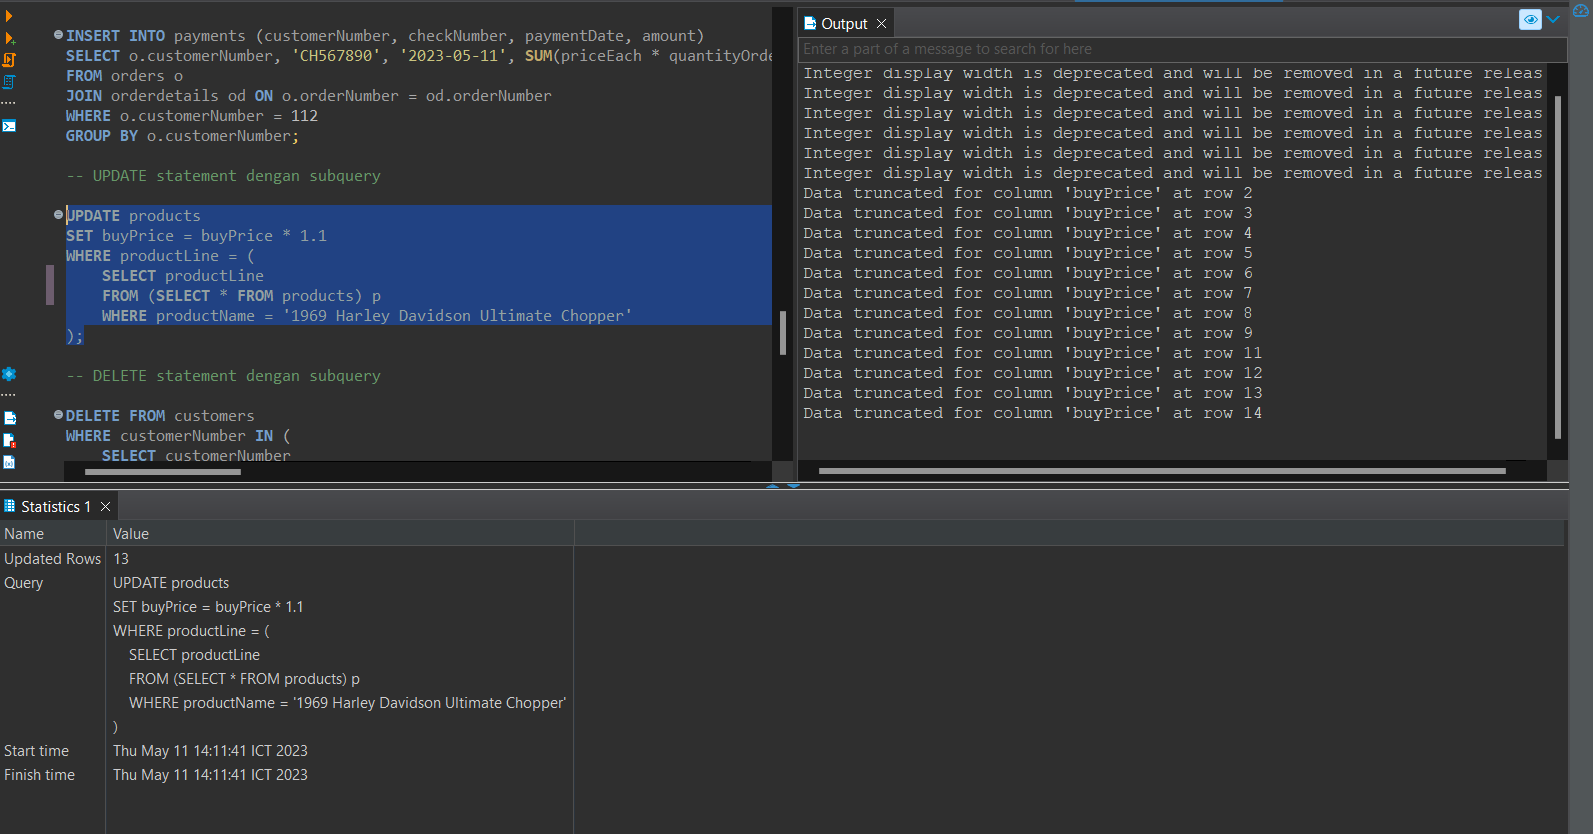 INSERT INTO payments (customerNumber, checkNumber, paymentDate, amount)
SELECT o.customerNumber, 'CH567890', '2023-05-11', SUM(priceEach * quantityOrde
FROM orders o
JOIN orderdetails od ON o.orderNumber = od.orderNumber
WHERE o.customerNumber = 112
GROUP BY o.customerNumber;
-- UPDATE statement dengan subquery
UPDATE products
SET buyPrice = buyPrice * 1.1
WHERE productLine = (
SELECT productLine
FROM (SELECT * FROM products) p
WHERE productName = '1969 Harley Davidson Ultimate Chopper'
);
-- DELETE statement dengan subquery
DELETE FROM customers
WHERE customerNumber IN (
SELECT customerNumber
Output
Enter a part of a message to search for here
Integer display width is deprecated and will be removed in a future releas
Integer display width is deprecated and will be removed in a future releas
Integer display width is deprecated and will be removed in a future releas
Integer display width is deprecated and will be removed in a future releas
Integer display width is deprecated and will be removed in a future releas
Integer display width is deprecated and will be removed in a future releas
Data truncated for column 'buyPrice' at row 2
Data truncated for column 'buyPrice' at row 3
Data truncated for column 'buyPrice' at row 4
Data truncated for column 'buyPrice' at row 5
Data truncated for column 'buyPrice' at row 6
Data truncated for column 'buyPrice' at row 7
Data truncated for column 'buyPrice' at row 8
Data truncated for column 'buyPrice' at row 9
Data truncated for column 'buyPrice' at row 11
Data truncated for column 'buyPrice' at row 12
Data truncated for column 'buyPrice' at row 13
Data truncated for column 'buyPrice' at row 14
Statistics 1
Name Value
Updated Rows 13
Query UPDATE products
SET buyPrice = buyPrice * 1.1
WHERE productLine = (
SELECT productLine
FROM (SELECT * FROM products) p
WHERE productName = '1969 Harley Davidson Ultimate Chopper'
)
Start time Thu May 11 14:11:41 ICT 2023
Finish time Thu May 11 14:11:41 ICT 2023